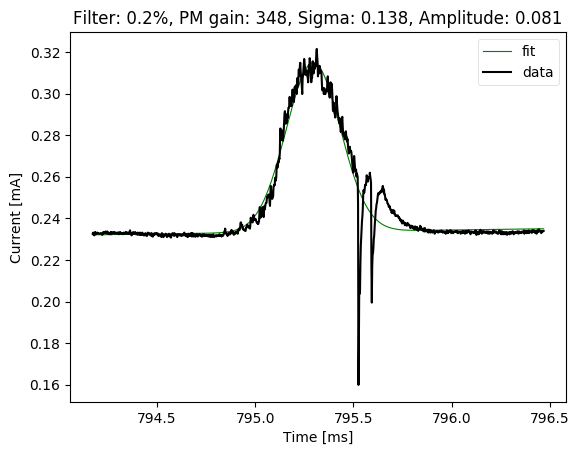 Filter: 0.2%, PM gain: 348, Sigma: 0.138, Amplitude: 0.081
fit
data
0.32
0.30
0.28
0.26
0.24
0.22
0.20
0.18
0.16
Current [mA]
794.5
795.0
795.5
796.0
796.5
Time [ms]